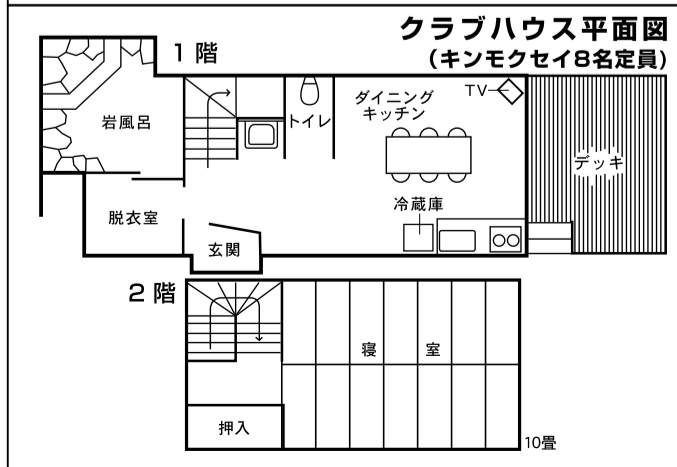 クラブハウス平面図
(キンモクセイ8名定員)
1階
TV
ダイニング
キッチン
トイレ
岩風呂
デッキ
冷蔵庫
脱衣室
玄関
2階
寝室
押入
10畳